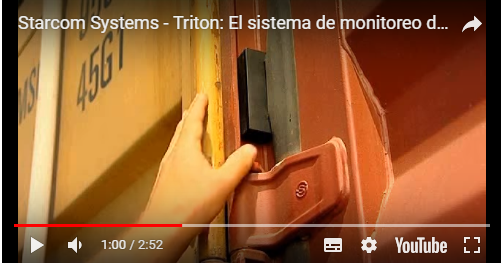 Starcom Systems - Triton: El sistema de monitoreo d...
45G1
1:00 / 2:52
YouTube